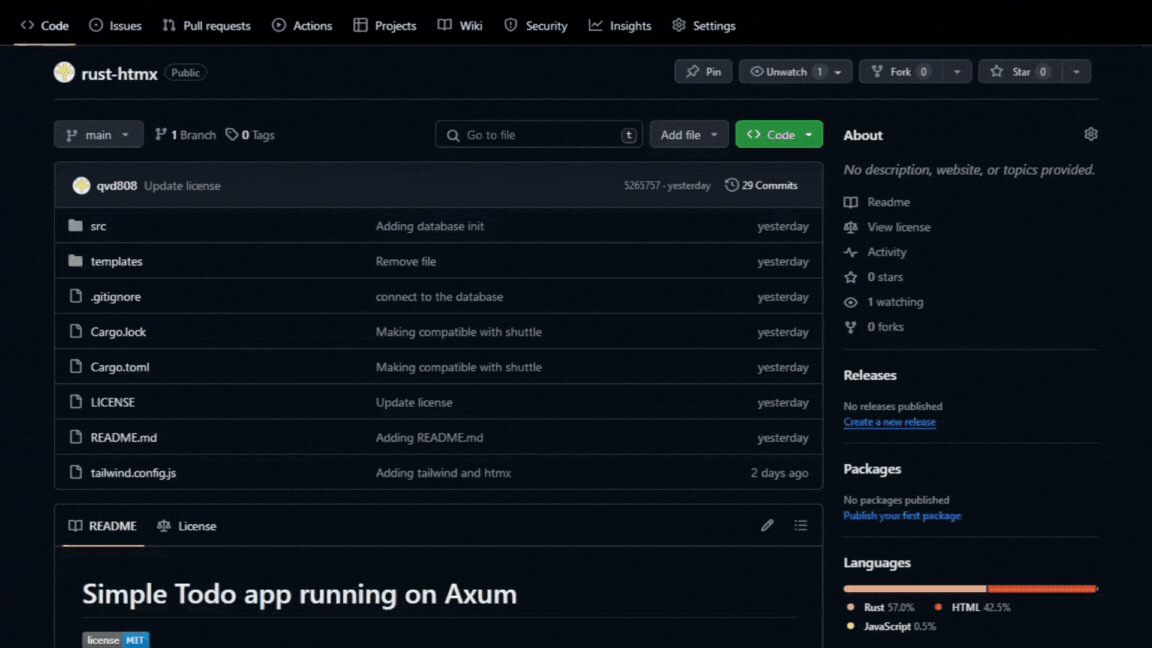 Code Issues Pull requests Actions Projects Wiki Security Insights Settings
rust-htmx Public Pin Unwatch 1 Fork 0 Star 0
main 1 Branch 0 Tags Go to file t Add file Code
qvd808 Update license 5265757 · yesterday 29 Commits
src Adding database init yesterday
templates Remove file yesterday
.gitignore connect to the database yesterday
Cargo.lock Making compatible with shuttle yesterday
Cargo.toml Making compatible with shuttle yesterday
LICENSE Update license yesterday
README.md Adding README.md yesterday
tailwind.config.js Adding tailwind and htmx 2 days ago
README License
Simple Todo app running on Axum
license MIT
About
No description, website, or topics provided.
Readme
View license
Activity
0 stars
1 watching
0 forks
Releases
No releases published
Create a new release
Packages
No packages published
Publish your first package
Languages
Rust 57.0% HTML 42.5%
JavaScript 0.5%